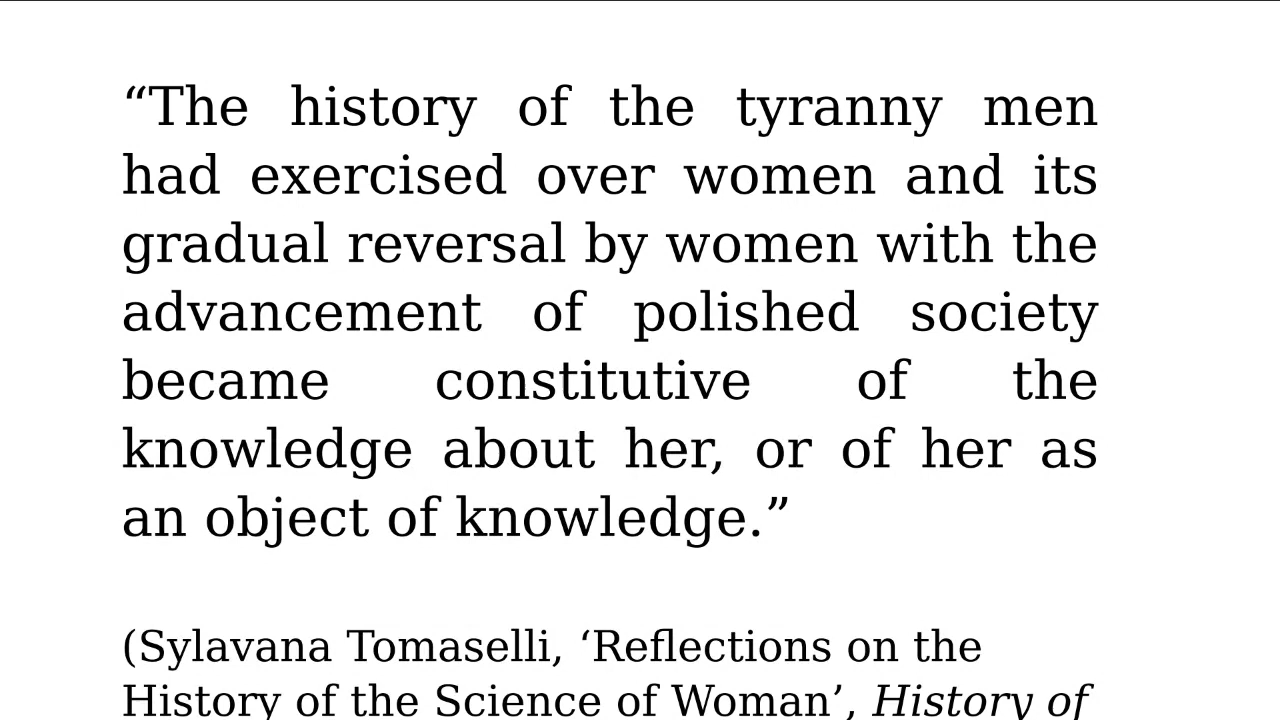 “The history of the tyranny men
had exercised over women and its
gradual reversal by women with the
advancement of polished society
became constitutive of the
knowledge about her, or of her as
an object of knowledge.”
(Sylavana Tomaselli, ‘Reflections on the
History of the Science of Woman’, History of